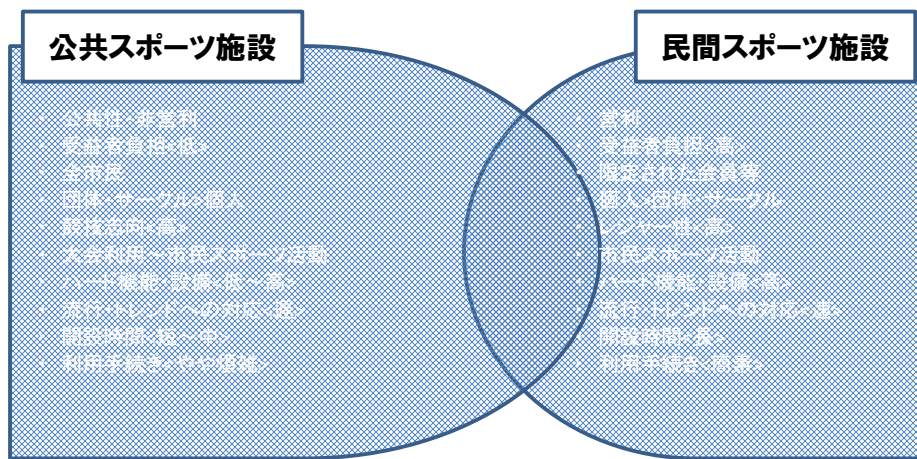 公共スポーツ施設
・ 公共性・非営利
・ 受益者負担<低>
・ 全市民
・ 団体・サークル>個人
・ 競技志向<高>
・ 大会利用～市民スポーツ活動
・ ハード機能・設備<低～高>
・ 流行・トレンドへの対応<遅>
・ 開設時間<短～中>
・ 利用手続き<やや煩雑>
民間スポーツ施設
・ 営利
・ 受益者負担<高>
・ 限定された会員等
・ 個人>団体・サークル
・ レジャー性<高>
・ 市民スポーツ活動
・ ハード機能・設備<高>
・ 流行・トレンドへの対応<速>
・ 開設時間<長>
・ 利用手続き<簡素>